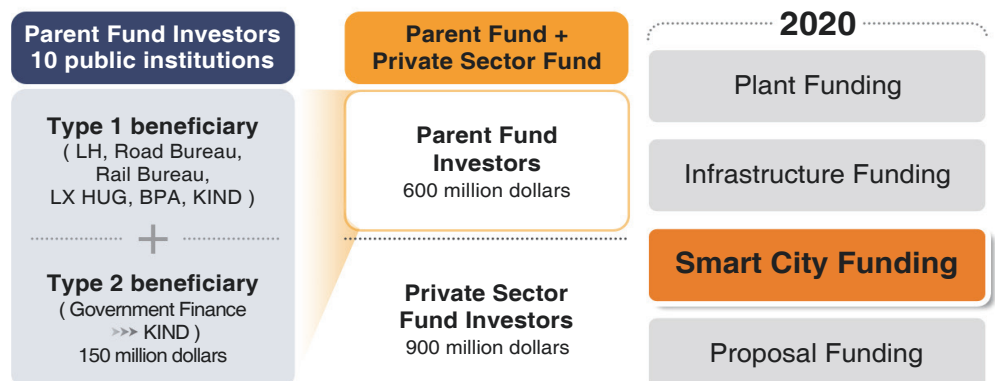 Parent Fund Investors
10 public institutions
Type 1 beneficiary
( LH, Road Bureau,
Rail Bureau,
LX HUG, BPA, KIND )
+
Type 2 beneficiary
( Government Finance
>>> KIND )
150 million dollars
Parent Fund +
Private Sector Fund
Parent Fund
Investors
600 million dollars
Private Sector
Fund Investors
900 million dollars
2020
Plant Funding
Infrastructure Funding
Smart City Funding
Proposal Funding